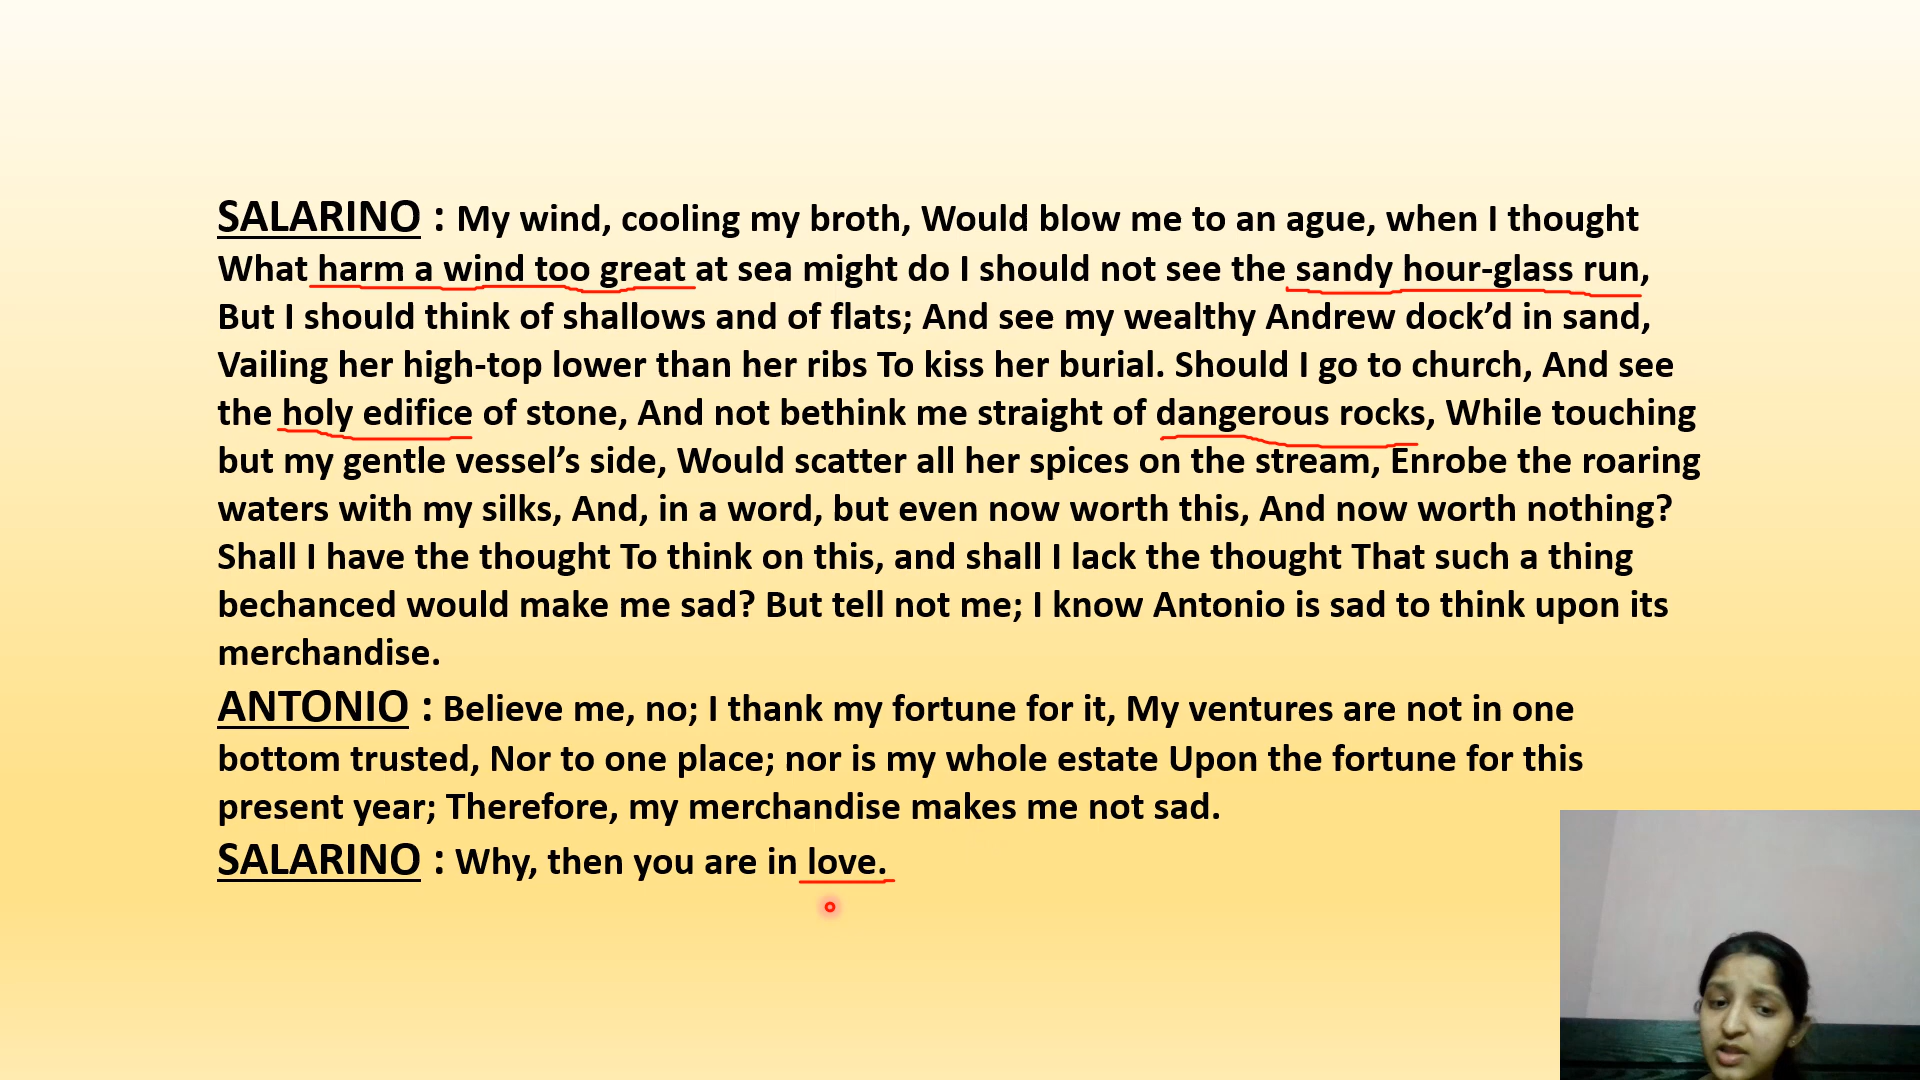 SALARINO : My wind, cooling my broth, Would blow me to an ague, when I thought
What harm a wind too great at sea might do I should not see the sandy hour-glass run,
But I should think of shallows and of flats; And see my wealthy Andrew dock’d in sand,
Vailing her high-top lower than her ribs To kiss her burial. Should I go to church, And see
the holy edifice of stone, And not bethink me straight of dangerous rocks, While touching
but my gentle vessel’s side, Would scatter all her spices on the stream, Enrobe the roaring
waters with my silks, And, in a word, but even now worth this, And now worth nothing?
Shall I have the thought To think on this, and shall I lack the thought That such a thing
bechanced would make me sad? But tell not me; I know Antonio is sad to think upon its
merchandise.
ANTONIO : Believe me, no; I thank my fortune for it, My ventures are not in one
bottom trusted, Nor to one place; nor is my whole estate Upon the fortune for this
present year; Therefore, my merchandise makes me not sad.
SALARINO : Why, then you are in love.